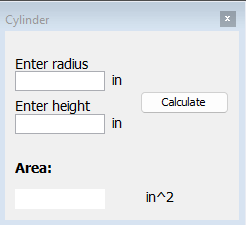 Cylinder
Enter radius
in
Calculate
Enter height
in
Area:
in^2